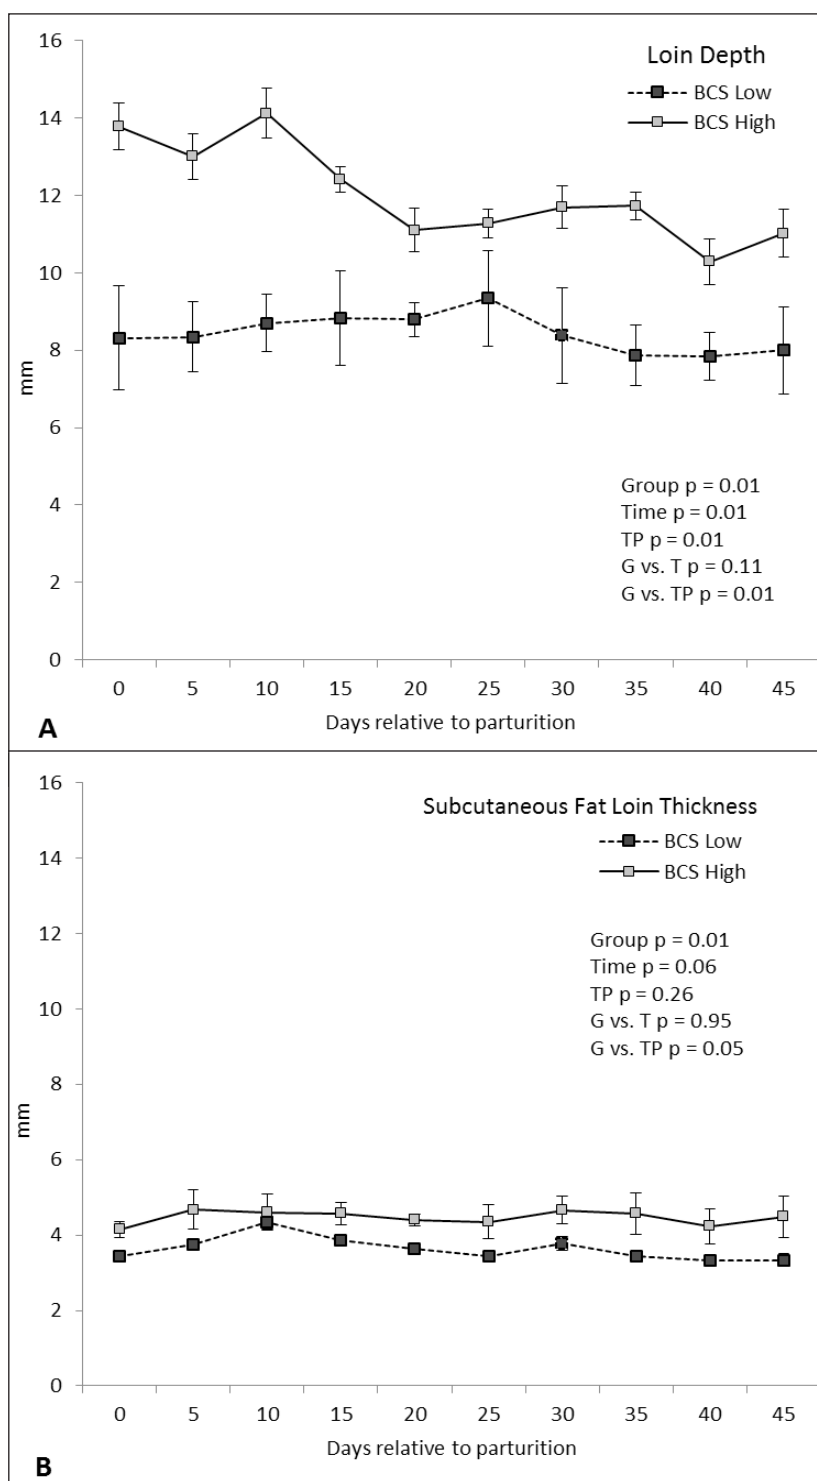 16
Loin Depth
BCS Low
BCS High
14
12
10
8
mm
6
Group p = 0.01
Time p = 0.01
4
TP p = 0.01
G vs. T p = 0.11
2
G vs. TP p = 0.01
0
0 5 10 15 20 25 30 35 40 45
Days relative to parturition
A
16
Subcutaneous Fat Loin Thickness
BCS Low
BCS High
14
12
Group p = 0.01
Time p = 0.06
TP p = 0.26
10
G vs. T p = 0.95
G vs. TP p = 0.05
8
mm
6
4
2
0
0 5 10 15 20 25 30 35 40 45
Days relative to parturition
B